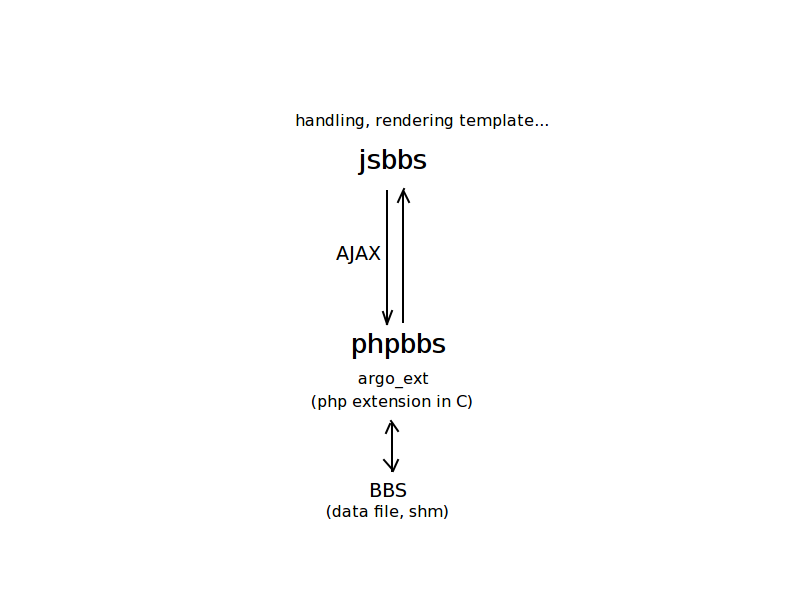 handling, rendering template...
jsbbs
AJAX
phpbbs
argo_ext
(php extension in C)
BBS
(data file, shm)